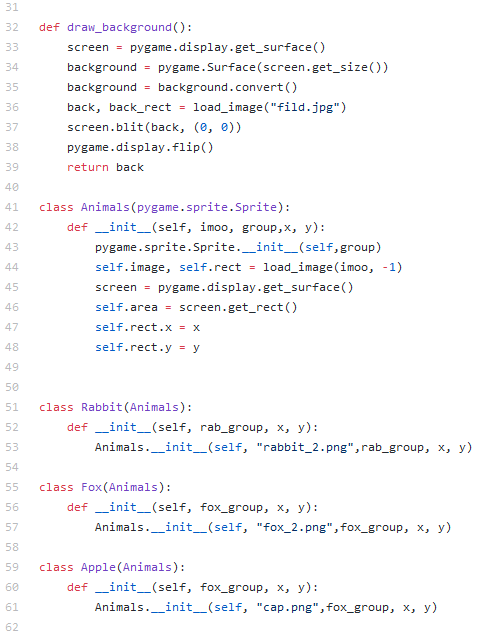 31
32 def draw_background():
33     screen = pygame.display.get_surface()
34     background = pygame.Surface(screen.get_size())
35     background = background.convert()
36     back, back_rect = load_image("fild.jpg")
37     screen.blit(back, (0, 0))
38     pygame.display.flip()
39     return back
40
41 class Animals(pygame.sprite.Sprite):
42     def __init__(self, imoo, group,x, y):
43         pygame.sprite.Sprite.__init__(self,group)
44         self.image, self.rect = load_image(imoo, -1)
45         screen = pygame.display.get_surface()
46         self.area = screen.get_rect()
47         self.rect.x = x
48         self.rect.y = y
49
50
51 class Rabbit(Animals):
52     def __init__(self, rab_group, x, y):
53         Animals.__init__(self, "rabbit_2.png",rab_group, x, y)
54
55 class Fox(Animals):
56     def __init__(self, fox_group, x, y):
57         Animals.__init__(self, "fox_2.png",fox_group, x, y)
58
59 class Apple(Animals):
60     def __init__(self, fox_group, x, y):
61         Animals.__init__(self, "cap.png",fox_group, x, y)
62